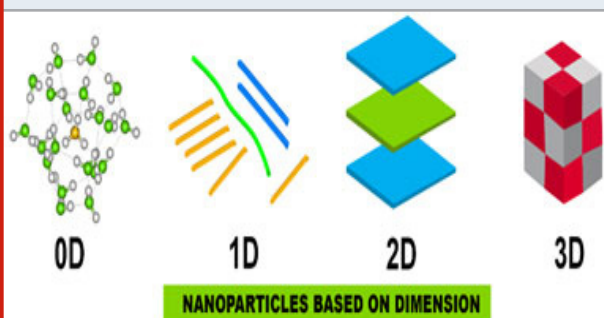 0D 1D 2D 3D
NANOPARTICLES BASED ON DIMENSION